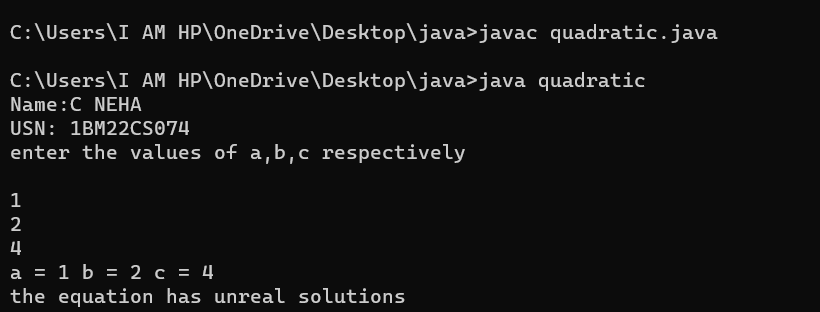 C:\Users\I AM HP\OneDrive\Desktop\java>javac quadratic.java
C:\Users\I AM HP\OneDrive\Desktop\java>java quadratic
Name:C NEHA
USN: 1BM22CS074
enter the values of a,b,c respectively
1
2
4
a = 1 b = 2 c = 4
the equation has unreal solutions